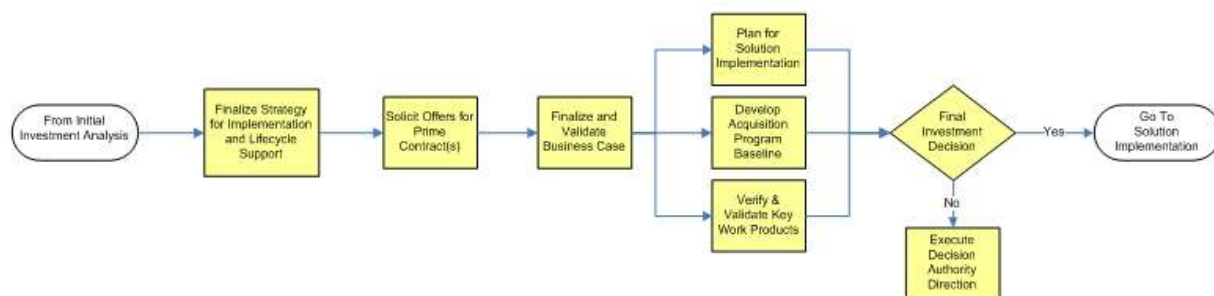 From Initial
Investment Analysis
Finalize Strategy
for Implementation
and Lifecycle
Support
Solicit Offers for
Prime
Contract(s)
Finalize and
Validate
Business Case
Plan for
Solution
Implementation
Develop
Acquisition
Program
Baseline
Verify &
Validate Key
Work Products
Final
Investment
Decision
Yes
Go To
Solution
Implementation
No
Execute
Decision
Authority
Direction